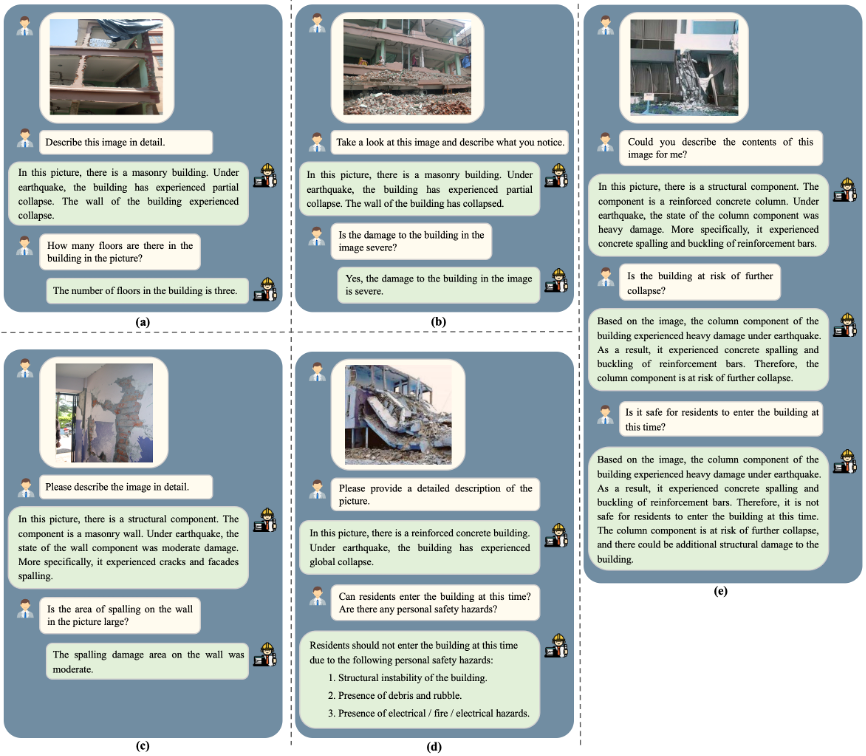 Describe this image in detail.
In this picture, there is a masonry building. Under
earthquake, the building has experienced partial
collapse. The wall of the building experienced
collapse.
How many floors are there in the
building in the picture?
The number of floors in the building is three.
(a)
Take a look at this image and describe what you notice.
In this picture, there is a masonry building. Under
earthquake, the building has experienced partial
collapse. The wall of the building has collapsed.
Is the damage to the building in the
image severe?
Yes, the damage to the building in the image
is severe.
(b)
Please describe the image in detail.
In this picture, there is a structural component. The
component is a masonry wall. Under earthquake, the
state of the wall component was moderate damage.
More specifically, it experienced cracks and facades
spalling.
Is the area of spalling on the wall
in the picture large?
The spalling damage area on the wall was
moderate.
(c)
Please provide a detailed description of the
picture.
In this picture, there is a reinforced concrete building.
Under earthquake, the building has experienced
global collapse.
Can residents enter the building at this time?
Are there any personal safety hazards?
Residents should not enter the building at this time
due to the following personal safety hazards:
1. Structural instability of the building.
2. Presence of debris and rubble.
3. Presence of electrical / fire / electrical hazards.
(d)
Could you describe the contents of this
image for me?
In this picture, there is a structural component. The
component is a reinforced concrete column. Under
earthquake, the state of the column component was
heavy damage. More specifically, it experienced
concrete spalling and buckling of reinforcement bars.
Is the building at risk of further
collapse?
Based on the image, the column component of the
building experienced heavy damage under earthquake.
As a result, it experienced concrete spalling and
buckling of reinforcement bars. Therefore, the
column component is at risk of further collapse.
Is it safe for residents to enter the building at
this time?
Based on the image, the column component of the
building experienced heavy damage under earthquake.
As a result, it experienced concrete spalling and
buckling of reinforcement bars. Therefore, it is not
safe for residents to enter the building at this time.
The column component is at risk of further collapse,
and there could be additional structural damage to the
building.
(e)